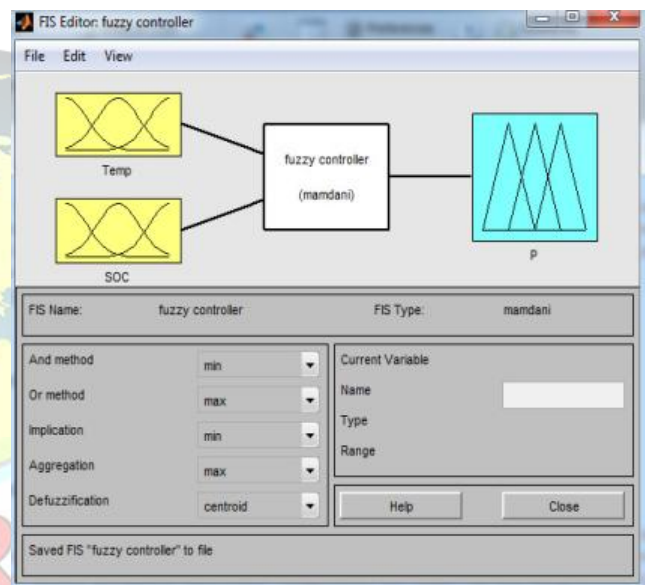 FIS Editor: fuzzy controller
File Edit View
Temp
SOC
fuzzy controller
(mamdani)
P
FIS Name: fuzzy controller FIS Type: mamdani
And method min
Or method max
Implication min
Aggregation max
Defuzzification centroid
Current Variable
Name
Type
Range
Help Close
Saved FIS "fuzzy controller" to file